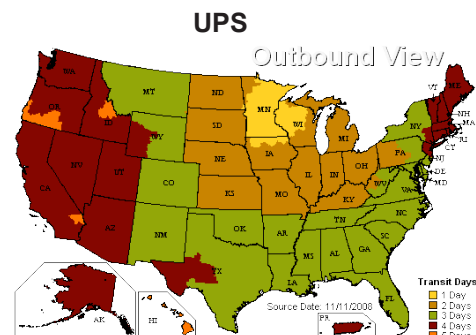 UPS
Outbound View
WA
OR
ID
MT
WY
NV
CA
UT
AZ
CO
NM
ND
SD
NE
KS
OK
TX
MN
IA
MO
AR
LA
WI
IL
IN
MI
OH
KY
TN
MS
AL
GA
FL
SC
NC
VA
WV
PA
NY
VT
ME
NH
MA
RI
CT
NJ
DE
MD
AK
HI
PR
Source Date: 11/11/2008
Transit Days
1 Day
2 Days
3 Days
4 Days